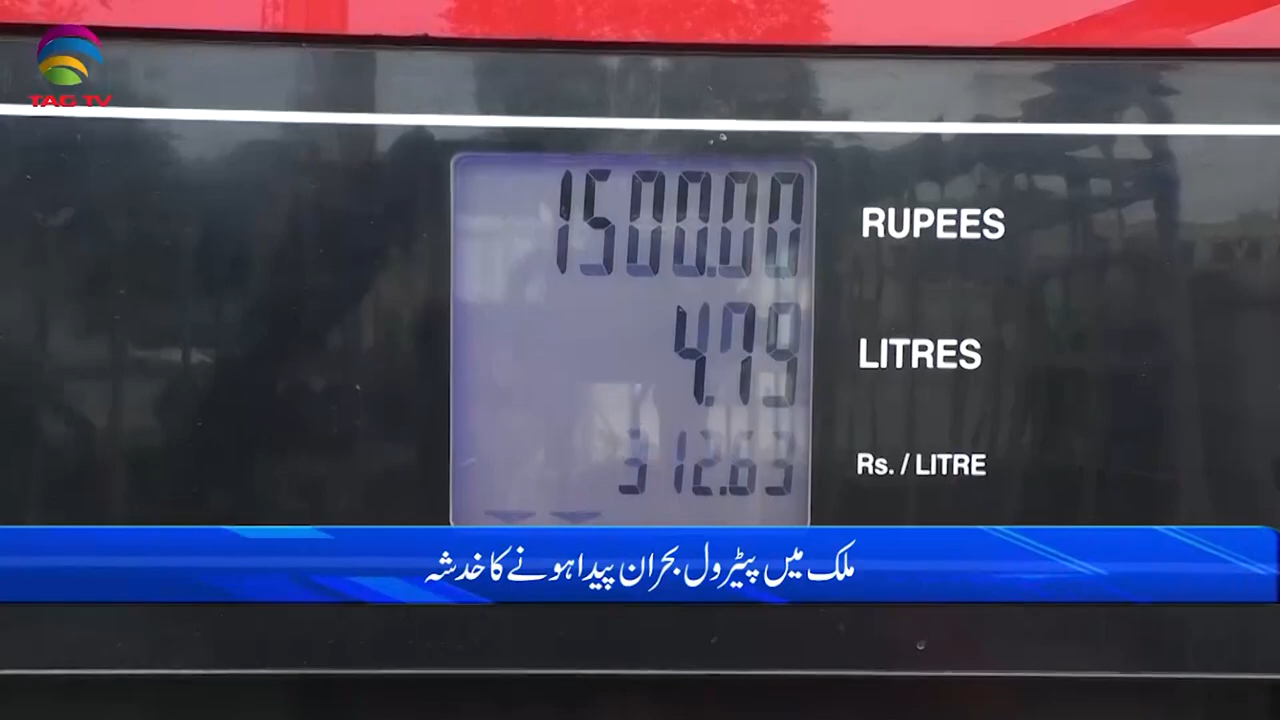 TAG TV
1500.00 RUPEES
4.79 LITRES
312.63 Rs. / LITRE
ملک میں پیٹرول بحران پیدا ہونے کا خدشہ